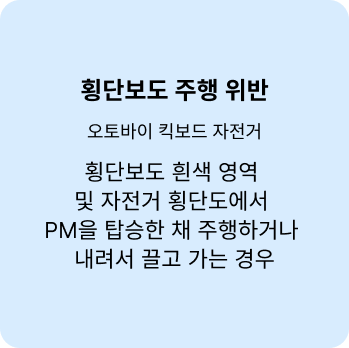 횡단보도 주행 위반
오토바이 킥보드 자전거
횡단보도 흰색 영역
및 자전거 횡단도에서
PM을 탑승한 채 주행하거나
내려서 끌고 가는 경우